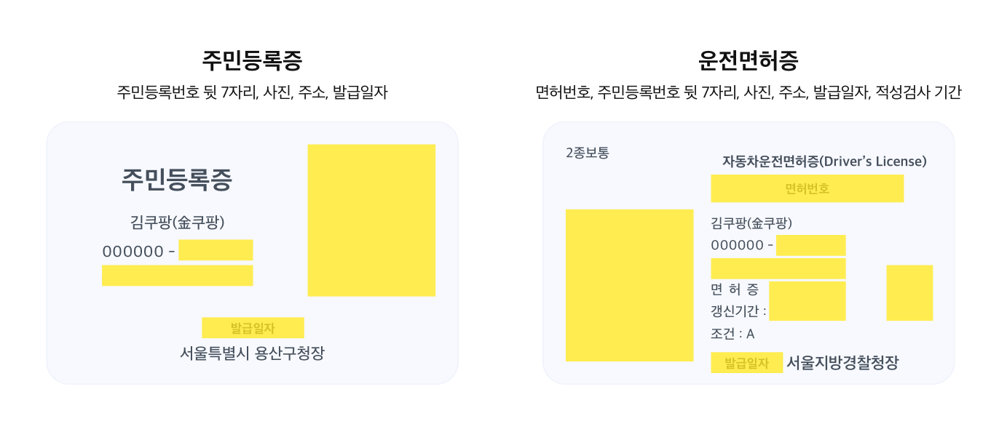 주민등록증
주민등록번호 뒷 7자리, 사진, 주소, 발급일자
주민등록증
김쿠팡(金쿠팡)
000000 -
발급일자
서울특별시 용산구청장
운전면허증
면허번호, 주민등록번호 뒷 7자리, 사진, 주소, 발급일자, 적성검사 기간
2종보통
자동차운전면허증(Driver’s License)
면허번호
김쿠팡(金쿠팡)
000000 -
면 허 증
갱신기간 :
조건 : A
발급일자 서울지방경찰청장